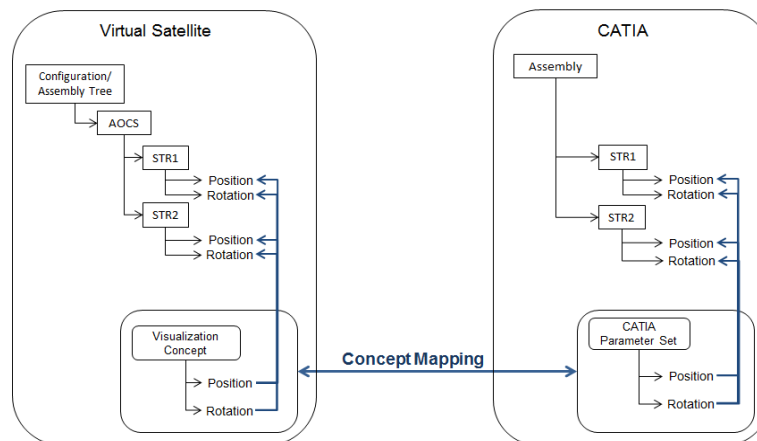 Virtual Satellite
Configuration/
Assembly Tree
AOCS
STR1
Position
Rotation
STR2
Position
Rotation
Visualization
Concept
Position
Rotation
Concept Mapping
CATIA
Assembly
STR1
Position
Rotation
STR2
Position
Rotation
CATIA
Parameter Set
Position
Rotation